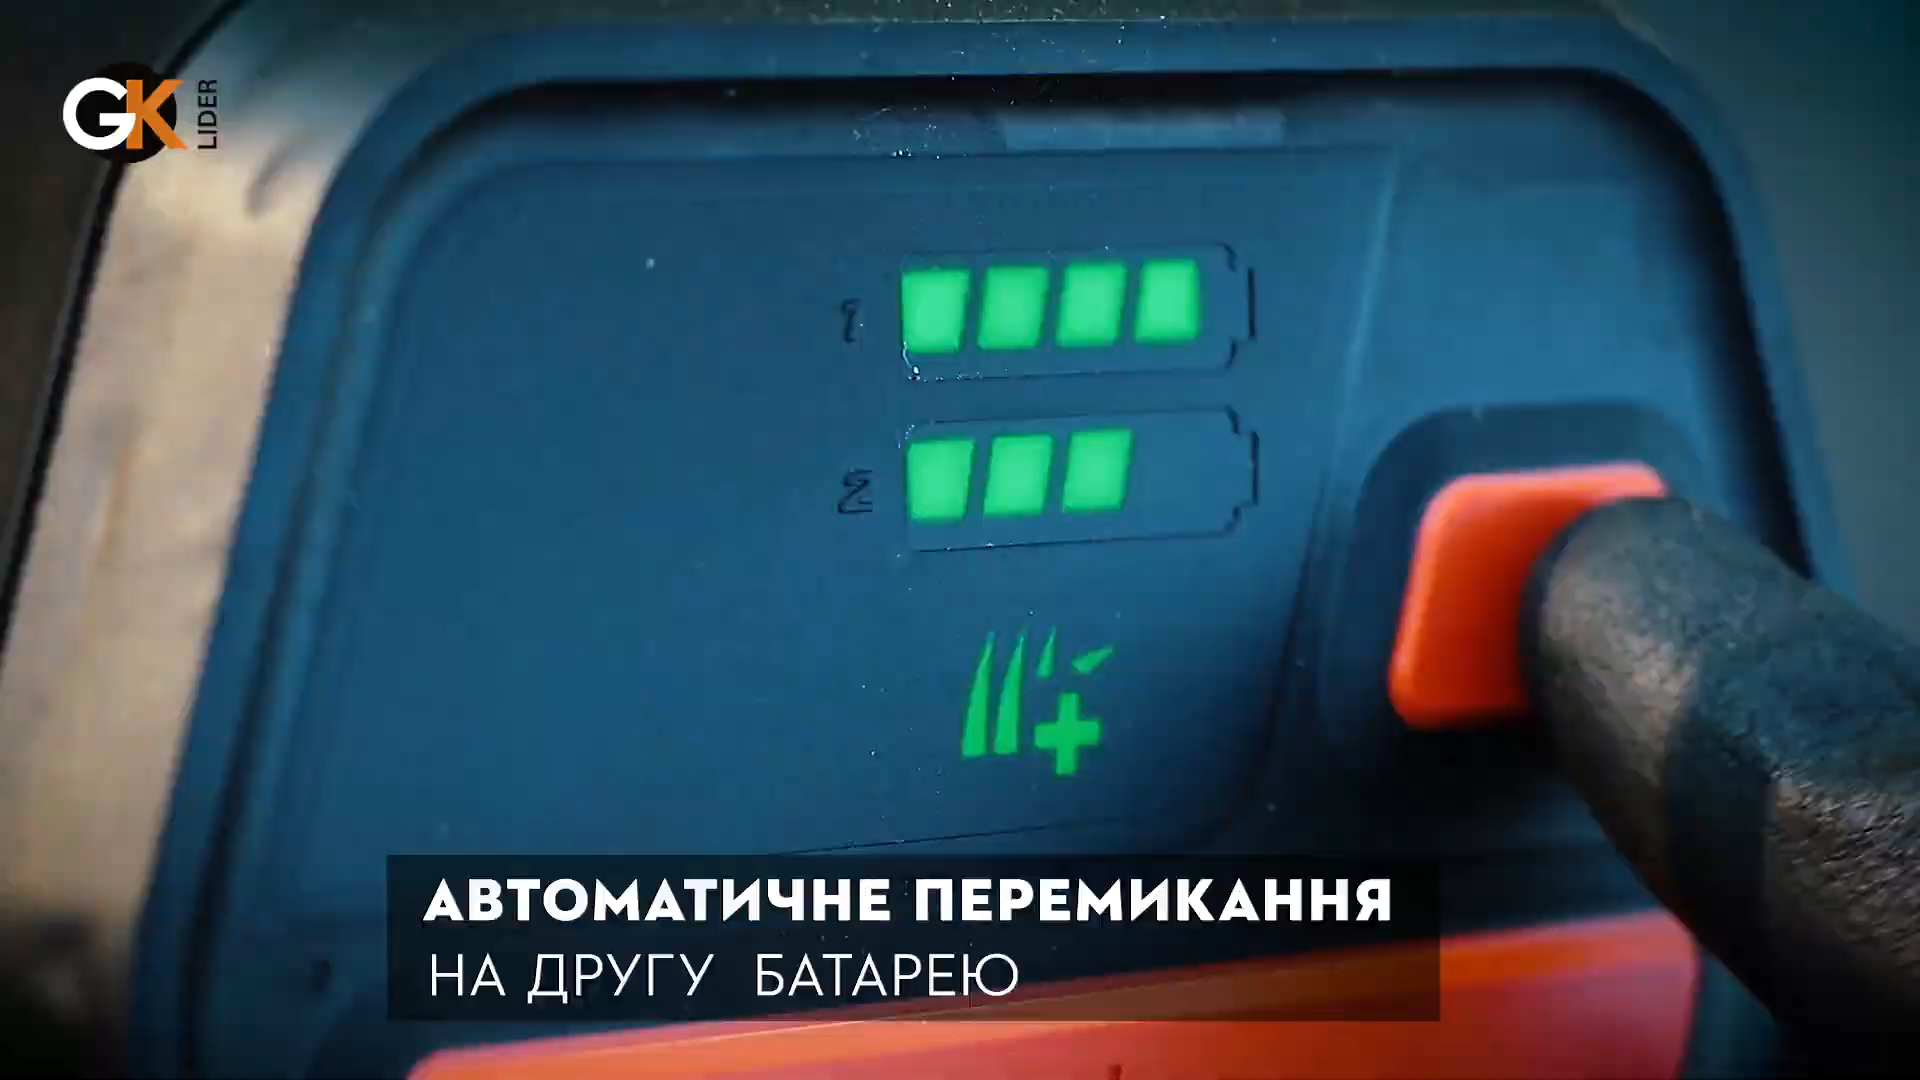 GK
LIDER
1
2
АВТОМАТИЧНЕ ПЕРЕМИКАННЯ
НА ДРУГУ БАТАРЕЮ